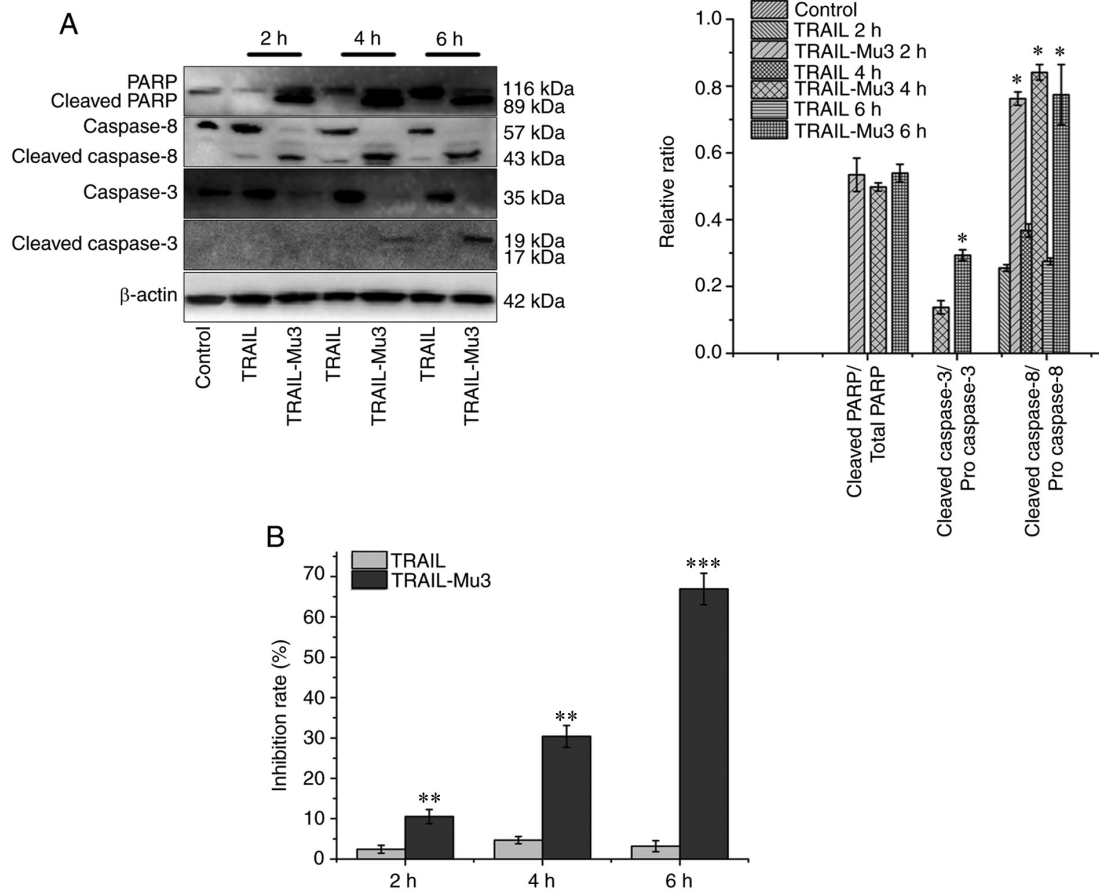 A
2 h
4 h
6 h
PARP
Cleaved PARP
Caspase-8
Cleaved caspase-8
Caspase-3
Cleaved caspase-3
β-actin
116 kDa
89 kDa
57 kDa
43 kDa
35 kDa
19 kDa
17 kDa
42 kDa
Control
TRAIL
TRAIL-Mu3
TRAIL
TRAIL-Mu3
TRAIL
TRAIL-Mu3
Control
TRAIL 2 h
TRAIL-Mu3 2 h
TRAIL 4 h
TRAIL-Mu3 4 h
TRAIL 6 h
TRAIL-Mu3 6 h
Relative ratio
1.0
0.8
0.6
0.4
0.2
0.0
*
*
*
*
Cleaved PARP/
Total PARP
Cleaved caspase-3/
Pro caspase-3
Cleaved caspase-8/
Pro caspase-8
B
TRAIL
TRAIL-Mu3
Inhibition rate (%)
70
60
50
40
30
20
10
0
**
**
***
2 h
4 h
6 h